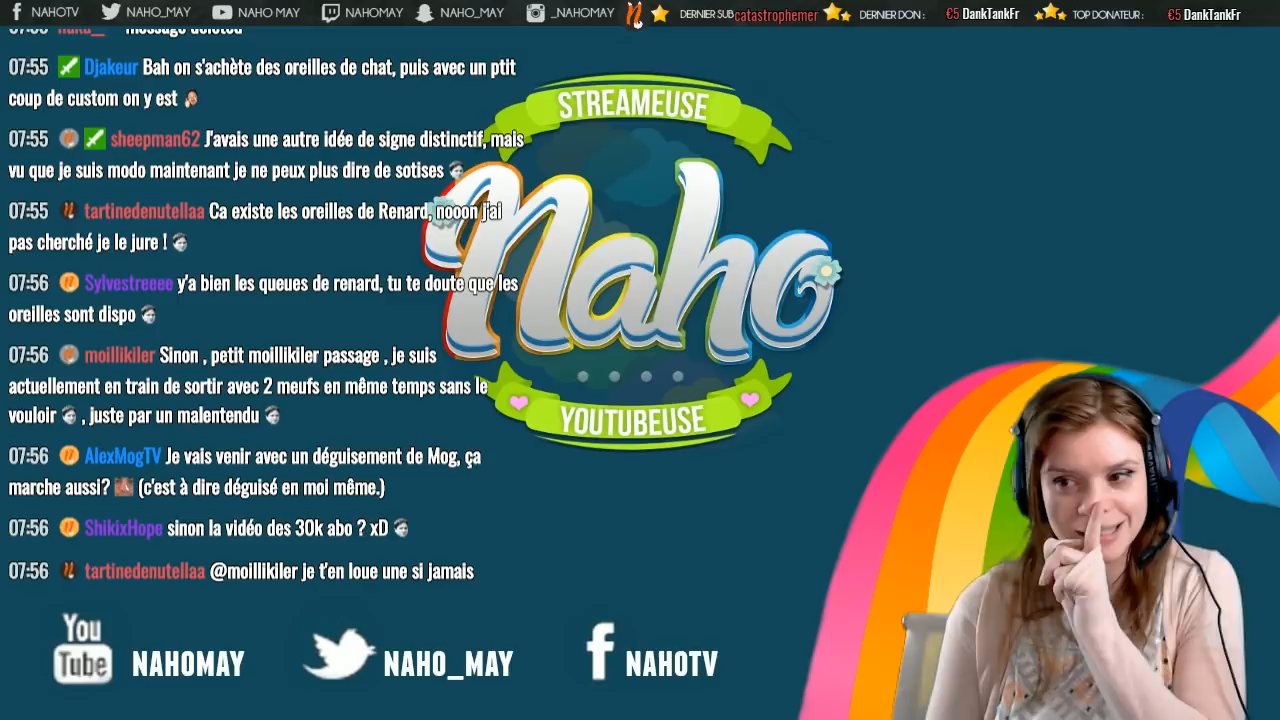 NAHOTV NAHO_MAY NAHO MAY NAHOMAY NAHO_MAY _NAHOMAY DERNIER SUB catastrophemer DERNIER DON : €5 DankTankFr TOP DONATEUR : €5 DankTankFr
message deleted
07:55 Djakeur Bah on s'achète des oreilles de chat, puis avec un ptit
coup de custom on y est
07:55 sheepman62 J'avais une autre idée de signe distinctif, mais
vu que je suis modo maintenant je ne peux plus dire de sotises
07:55 tartinedenutellaa Ca existe les oreilles de Renard, nooon j'ai
pas cherché je le jure !
07:56 Sylvestreeee y'a bien les queues de renard, tu te doute que les
oreilles sont dispo
07:56 moillikiler Sinon , petit moillikiler passage , je suis
actuellement en train de sortir avec 2 meufs en même temps sans le
vouloir , juste par un malentendu
07:56 AlexMogTV Je vais venir avec un déguisement de Mog, ça
marche aussi? (c'est à dire déguisé en moi même.)
07:56 ShikixHope sinon la vidéo des 30k abo ? xD
07:56 tartinedenutellaa @moillikiler je t'en loue une si jamais
STREAMEUSE
Naho
YOUTUBEUSE
You
Tube
NAHOMAY
NAHO_MAY
NAHOTV